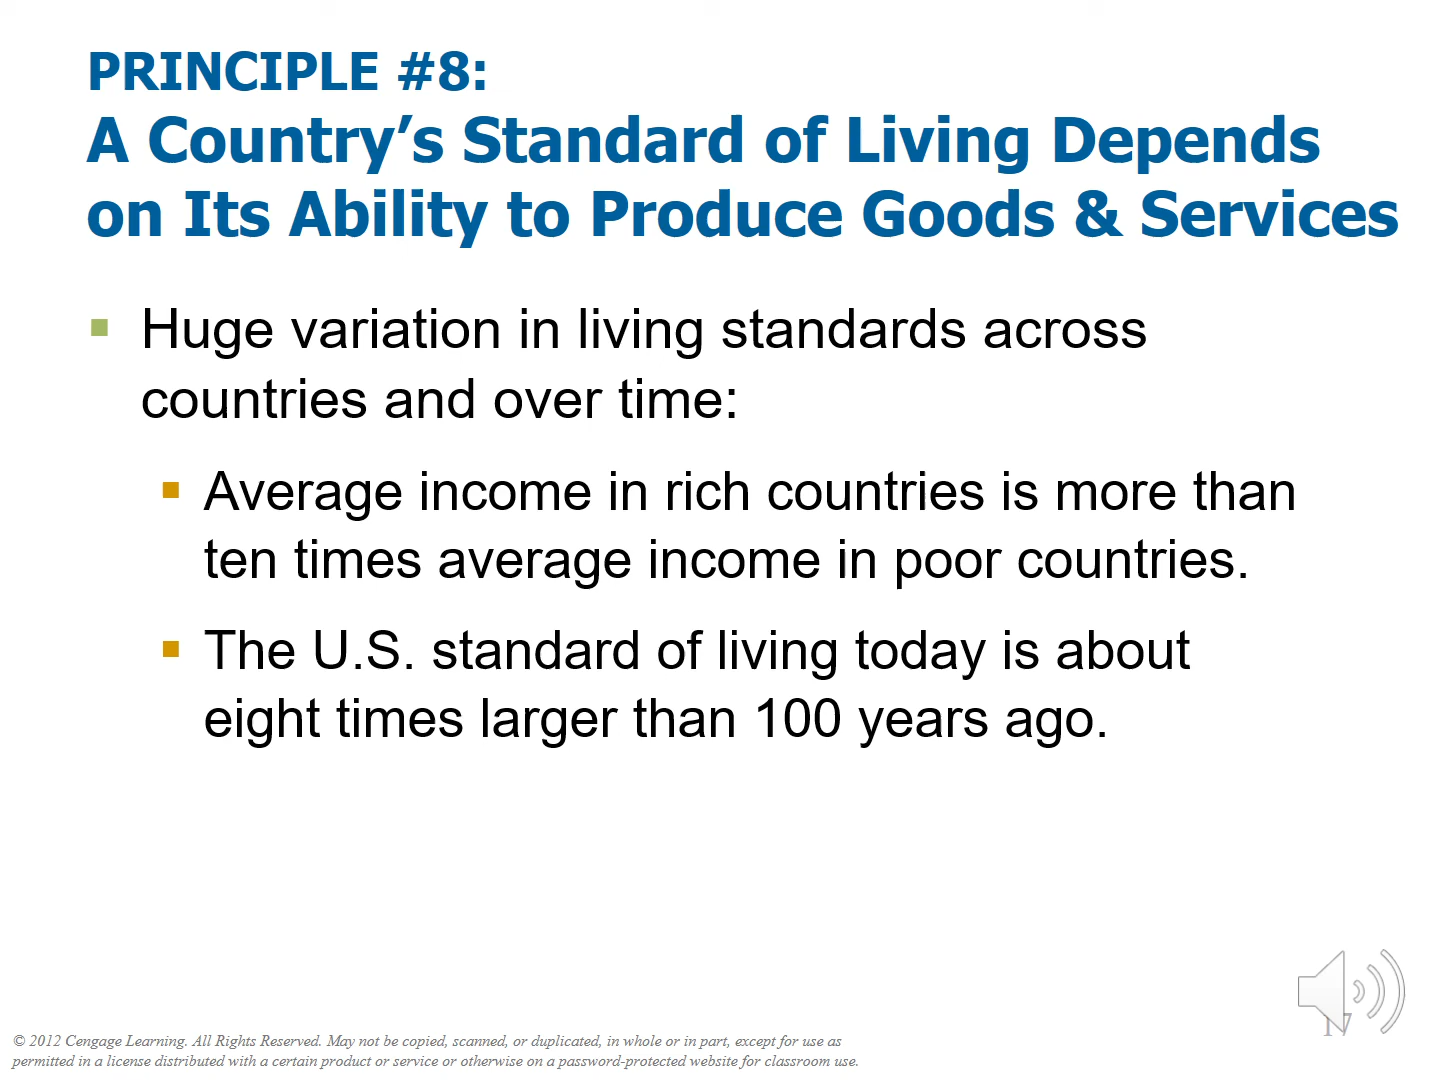 PRINCIPLE #8:
A Country’s Standard of Living Depends
on Its Ability to Produce Goods & Services
Huge variation in living standards across
countries and over time:
Average income in rich countries is more than
ten times average income in poor countries.
The U.S. standard of living today is about
eight times larger than 100 years ago.
17
© 2012 Cengage Learning. All Rights Reserved. May not be copied, scanned, or duplicated, in whole or in part, except for use as
permitted in a license distributed with a certain product or service or otherwise on a password-protected website for classroom use.